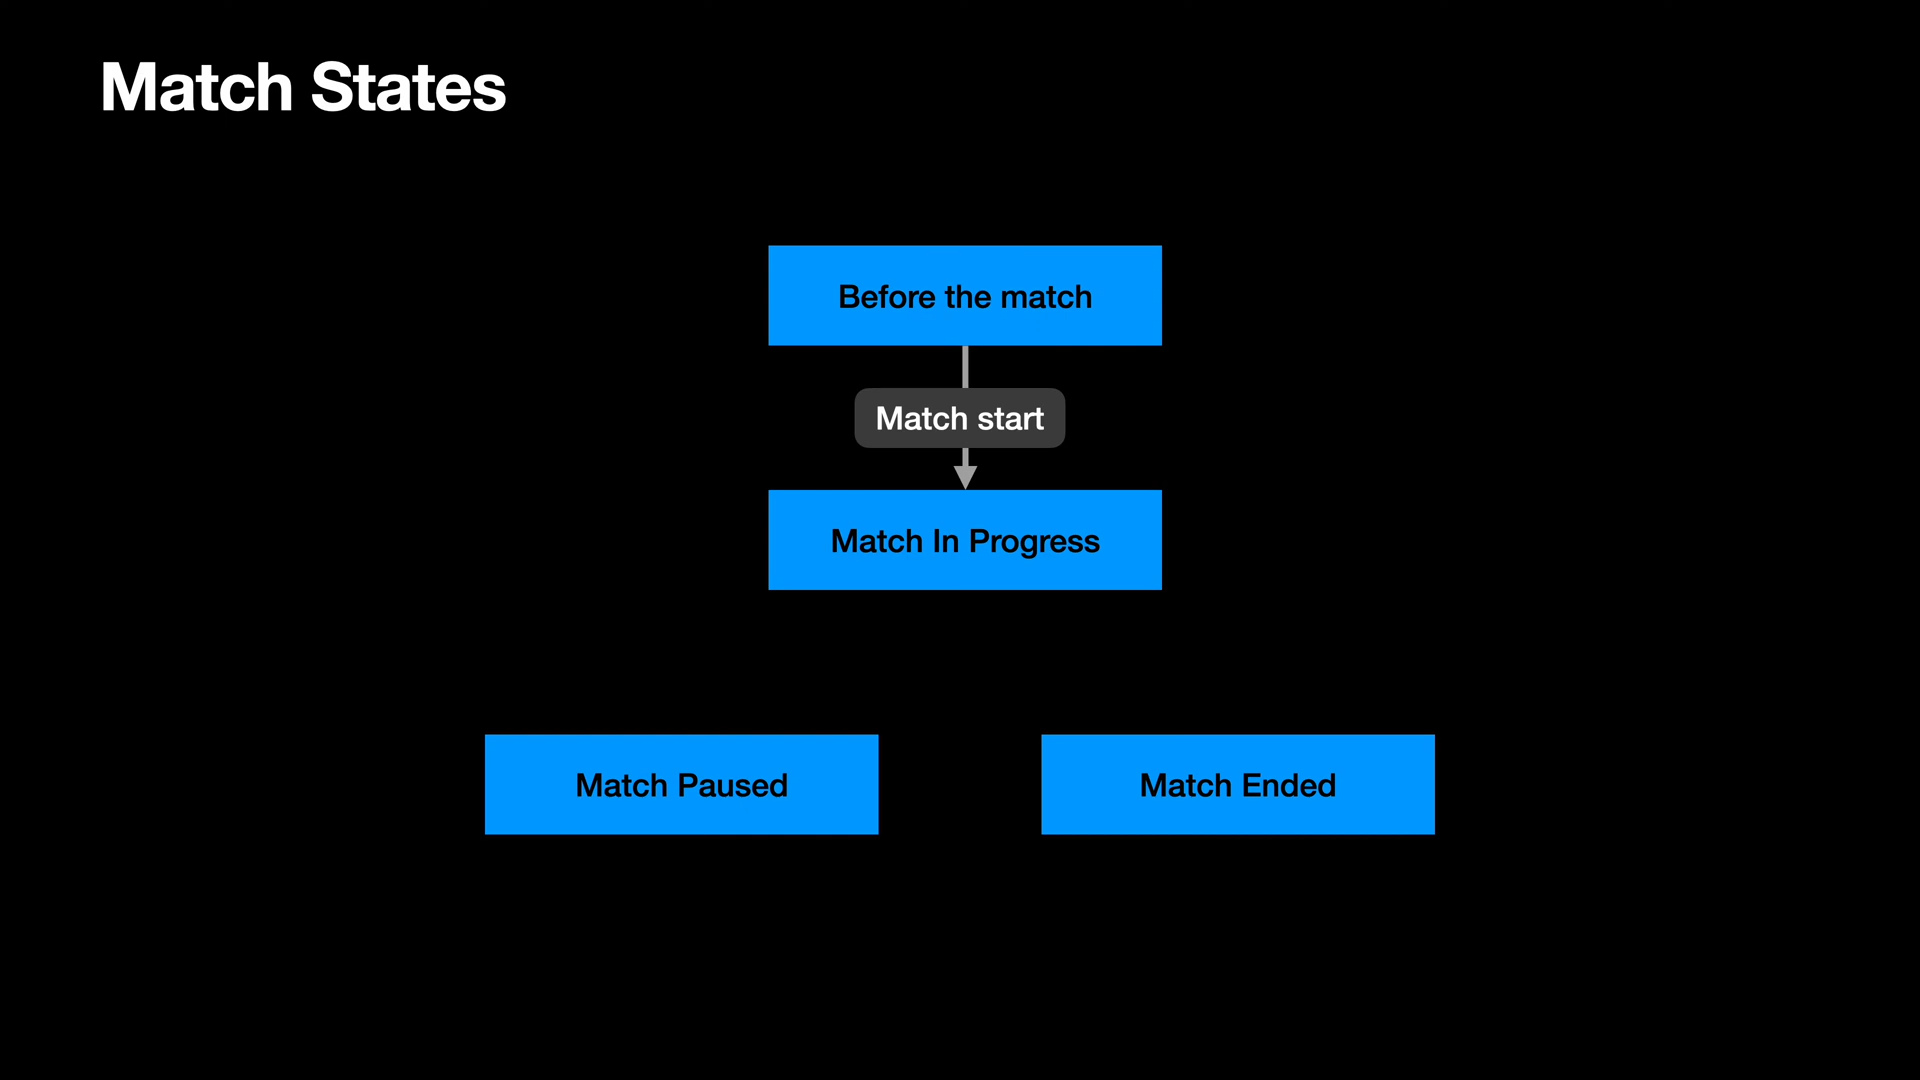 Match States
Before the match
Match start
Match In Progress
Match Paused
Match Ended